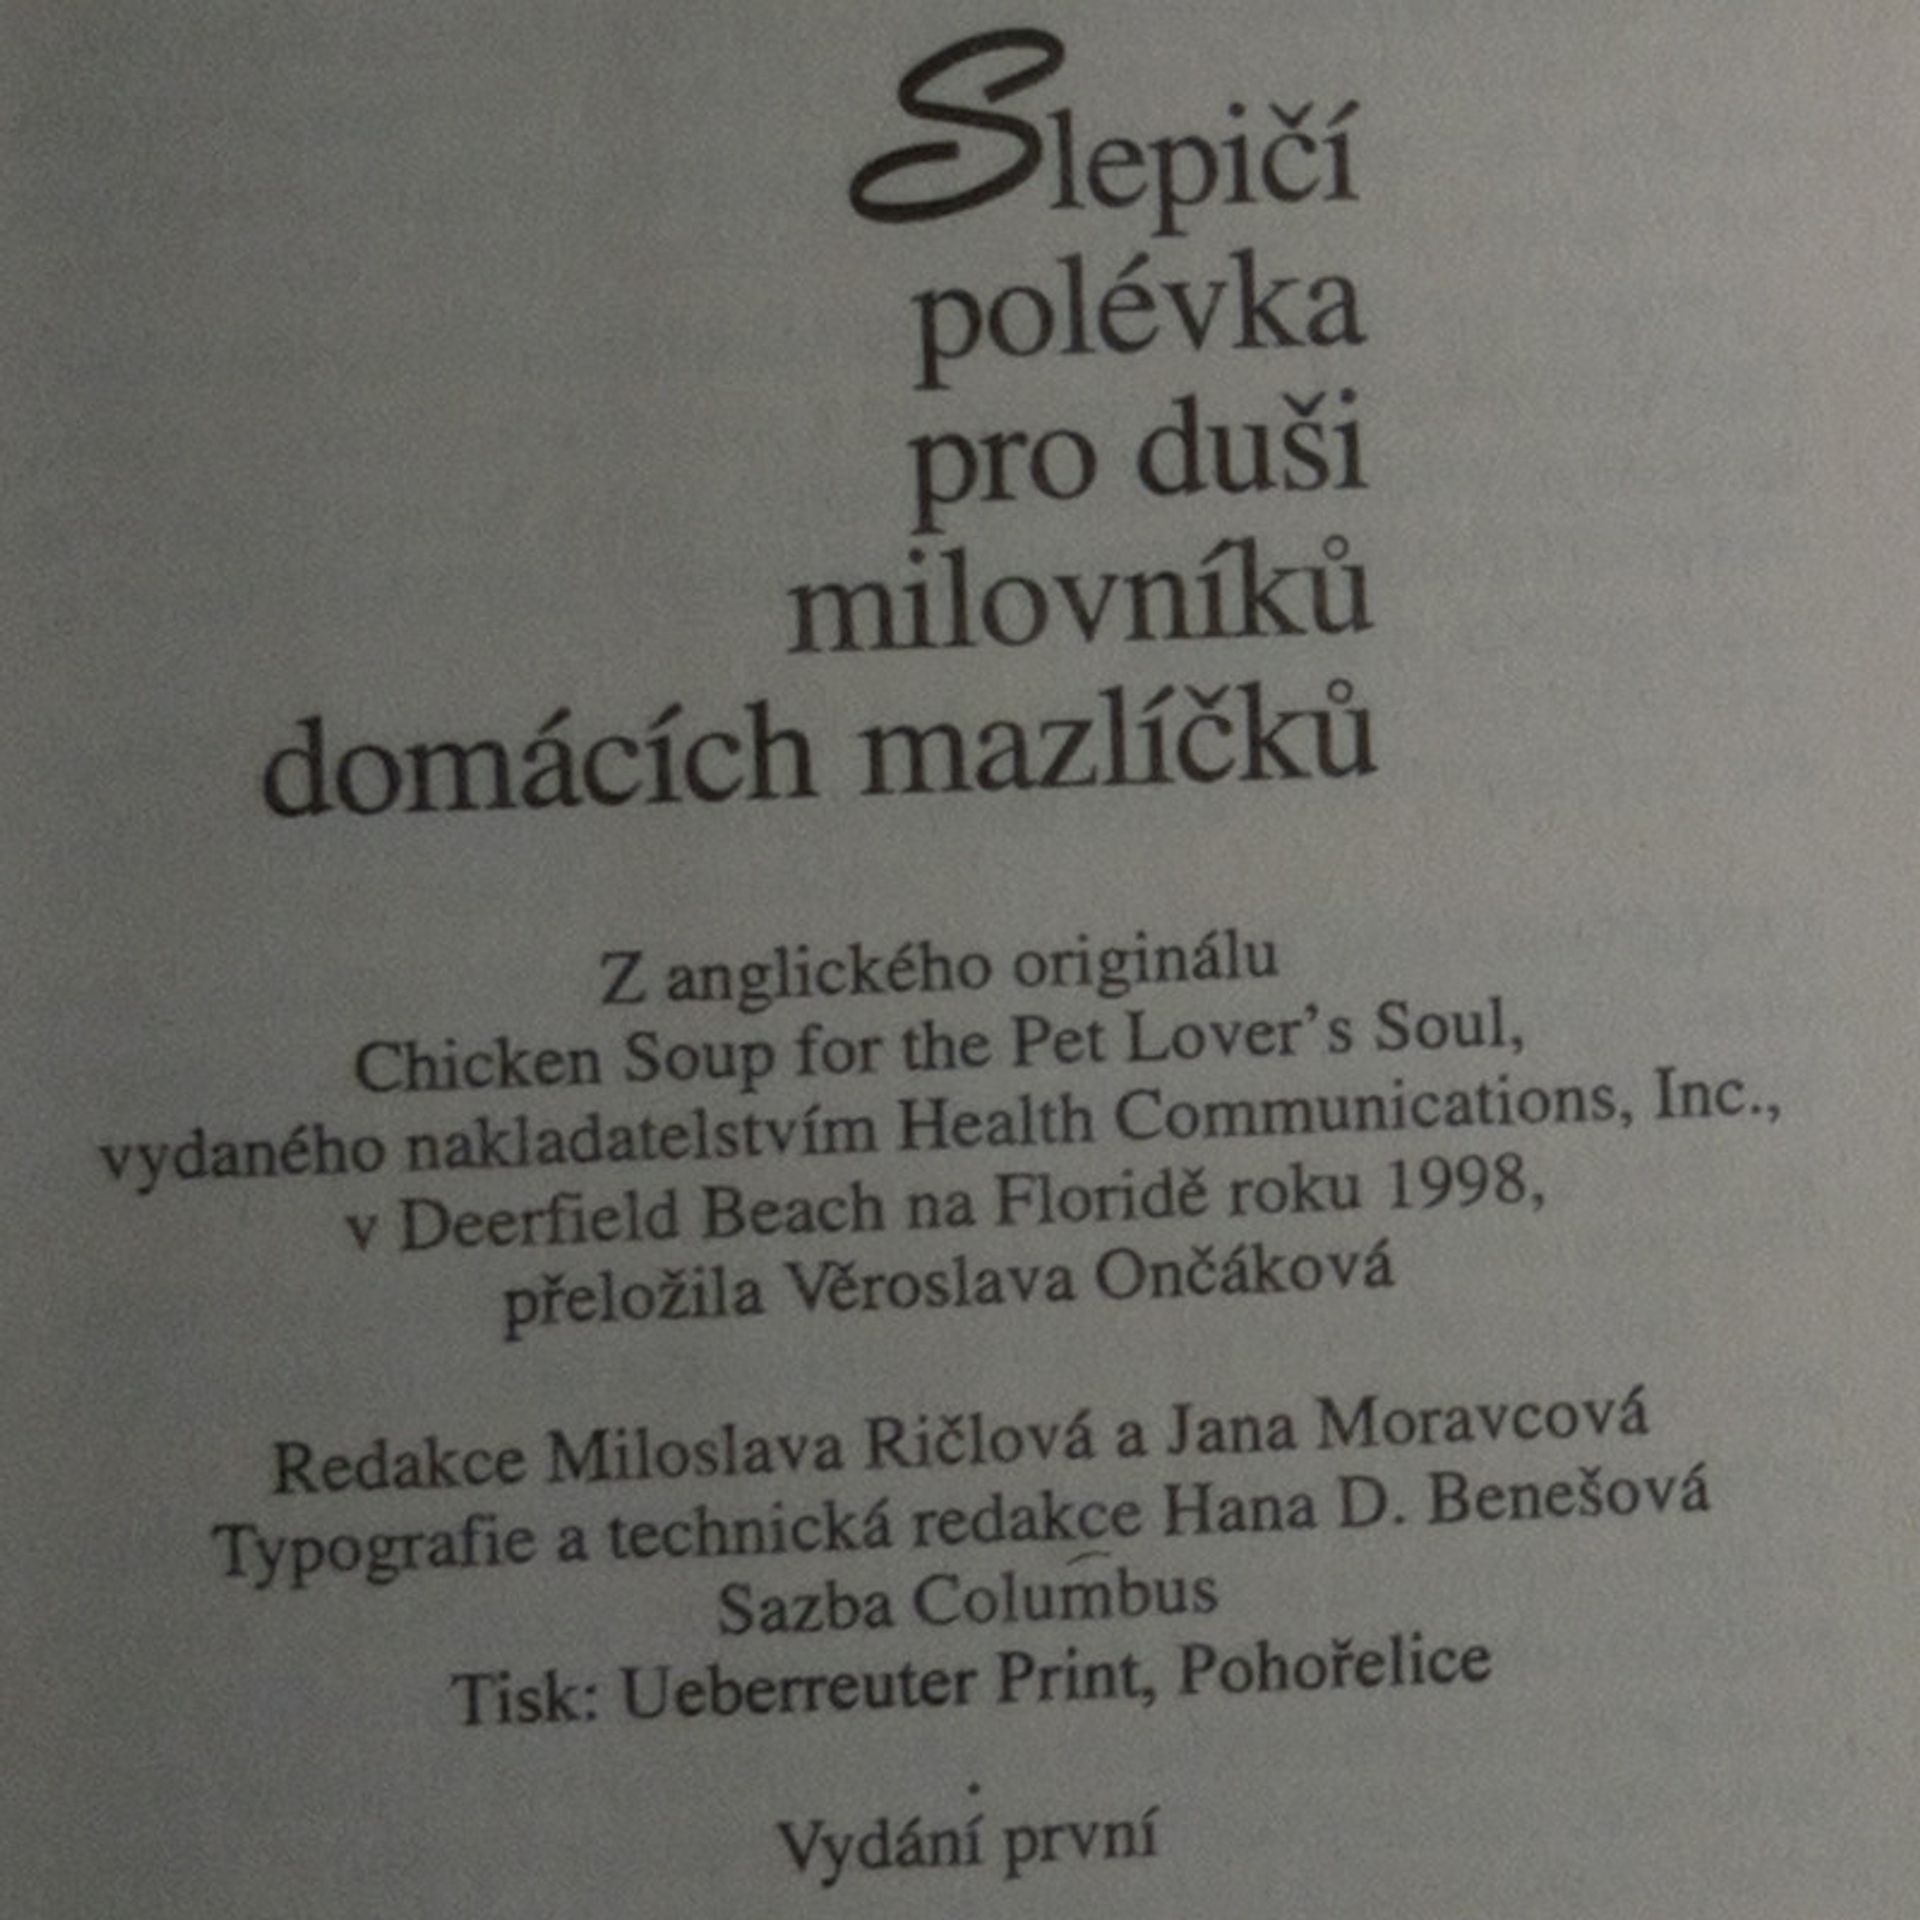 Slepičí
polévka
pro duši
milovníků
domácích mazlíčků
Z anglického originálu
Chicken Soup for the Pet Lover’s Soul,
vydaného nakladatelstvím Health Communications, Inc.,
v Deerfield Beach na Floridě roku 1998,
přeložila Věroslava Ončáková
Redakce Miloslava Ričlová a Jana Moravcová
Typografie a technická redakce Hana D. Benešová
Sazba Columbus
Tisk: Ueberreuter Print, Pohořelice
Vydání první